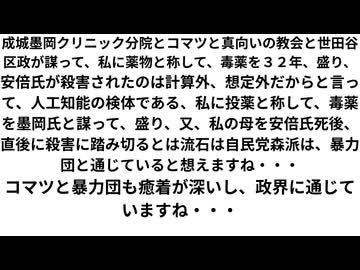 成城墨岡クリニック分院とコマツと真向いの教会と世田谷
区政が謀って、私に薬物と称して、毒薬を３２年、盛り、
安倍氏が殺害されたのは計算外、想定外だからと言っ
て、人工知能の検体である、私に投薬と称して、毒薬
を墨岡氏と謀って、盛り、又、私の母を安倍氏死後、
直後に殺害に踏み切るとは流石は自民党森派は、暴力
団と通じていると想えますね・・・
コマツと暴力団も癒着が深いし、政界に通じて
いますね・・・